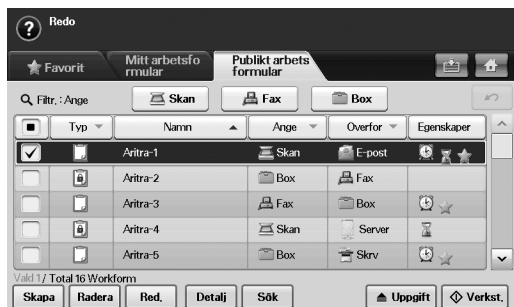 Redo
Favorit
Mitt arbetsfo
rmular
Publikt arbets
formular
Filtr. : Ange
Skan
Fax
Box
Typ
Namn
Ange
Overfor
Egenskaper
Aritra-1 Skan E-post
Aritra-2 Box Fax
Aritra-3 Fax Box
Aritra-4 Skan Server
Aritra-5 Box Skrv
Vald 1/ Total 16 Workform
Skapa Radera Red. Detalj Sök Uppgift Verkst.